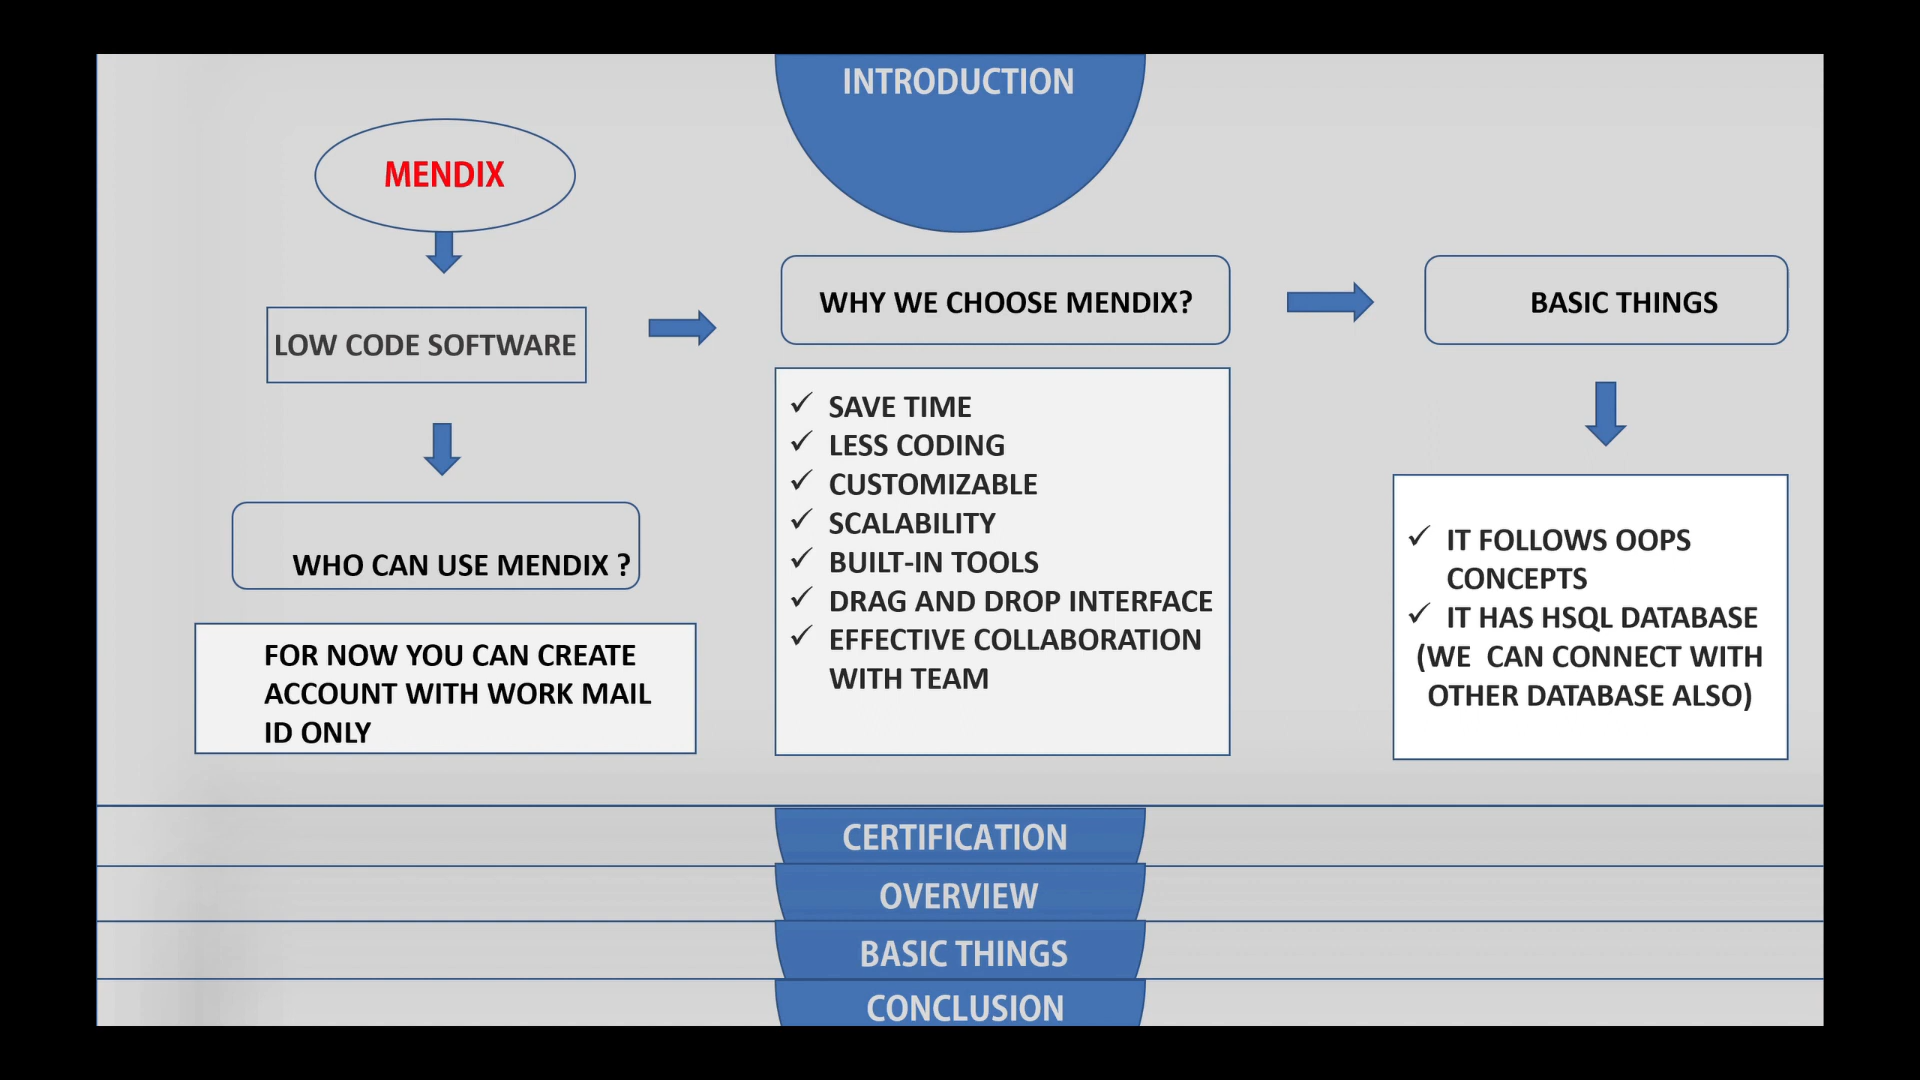 INTRODUCTION
MENDIX
LOW CODE SOFTWARE
WHO CAN USE MENDIX ?
FOR NOW YOU CAN CREATE
ACCOUNT WITH WORK MAIL
ID ONLY
WHY WE CHOOSE MENDIX?
SAVE TIME
LESS CODING
CUSTOMIZABLE
SCALABILITY
BUILT-IN TOOLS
DRAG AND DROP INTERFACE
EFFECTIVE COLLABORATION
WITH TEAM
BASIC THINGS
IT FOLLOWS OOPS
CONCEPTS
IT HAS HSQL DATABASE
(WE CAN CONNECT WITH
OTHER DATABASE ALSO)
CERTIFICATION
OVERVIEW
BASIC THINGS
CONCLUSION